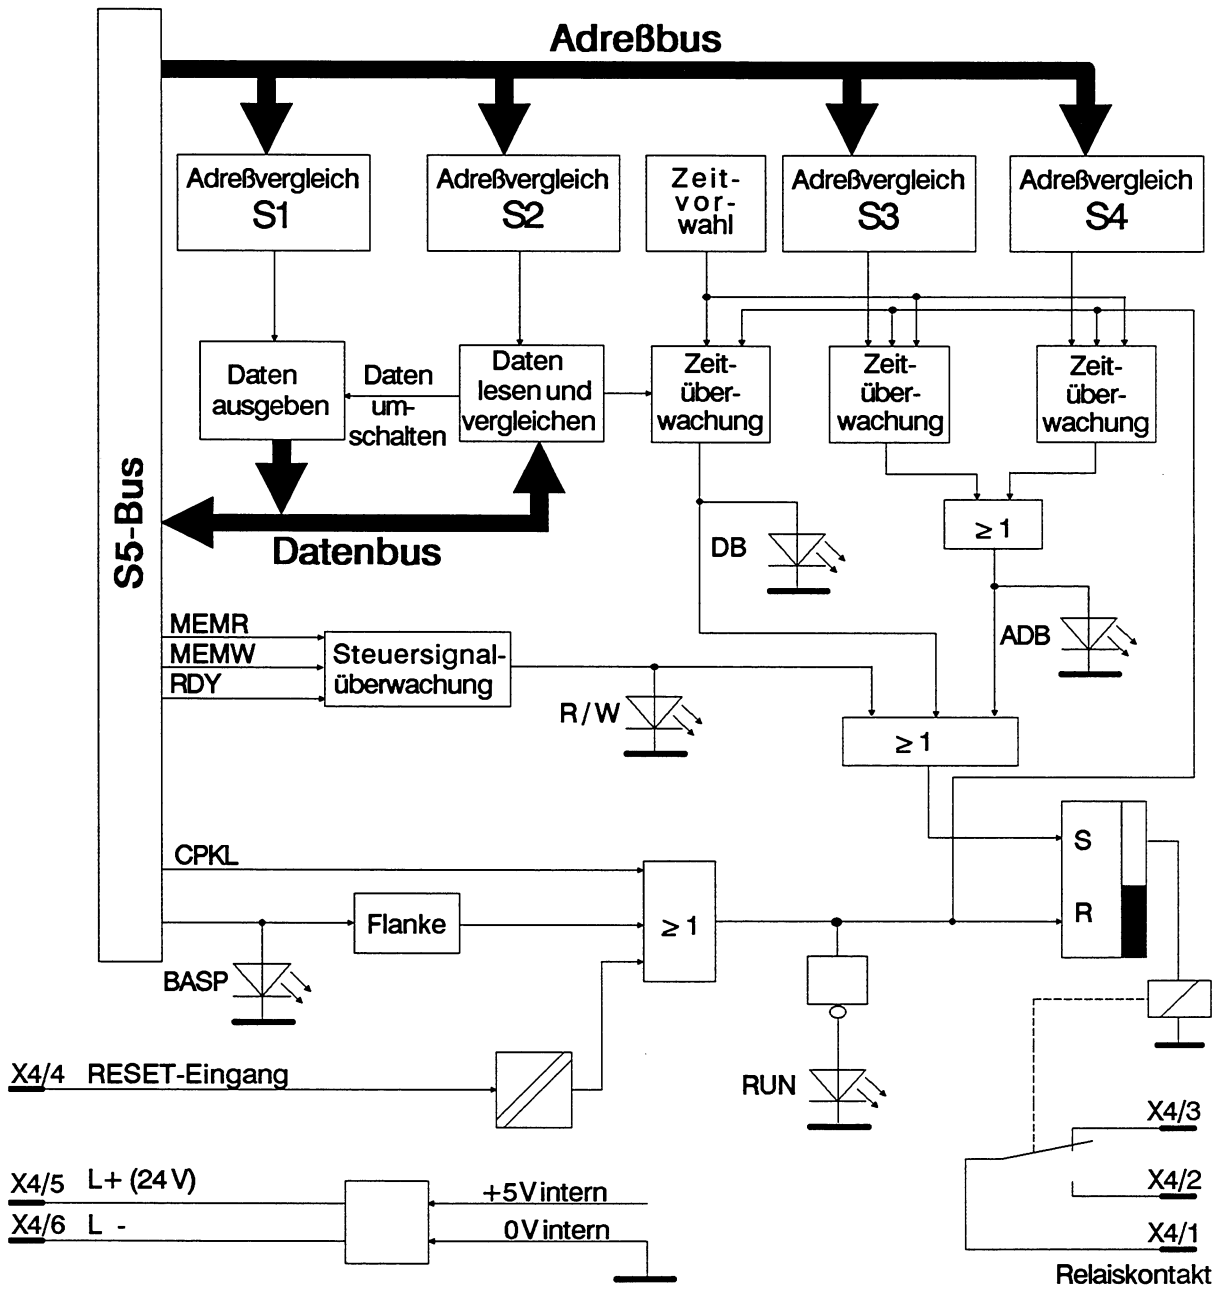 Adreßbus
Adreßvergleich
S1
Adreßvergleich
S2
Zeit-
vor-
wahl
Adreßvergleich
S3
Adreßvergleich
S4
Daten
ausgeben
Daten
um-
schalten
Daten
lesen und
vergleichen
Zeit-
über-
wachung
Zeit-
über-
wachung
Zeit-
über-
wachung
S5-Bus
Datenbus
DB
≥ 1
ADB
MEMR
MEMW
RDY
Steuersignal-
überwachung
R/W
≥ 1
CPKL
Flanke
BASP
≥ 1
S
R
RUN
X4/4 RESET-Eingang
X4/5 L+ (24 V)
X4/6 L -
+5V intern
0V intern
X4/3
X4/2
X4/1
Relaiskontakt